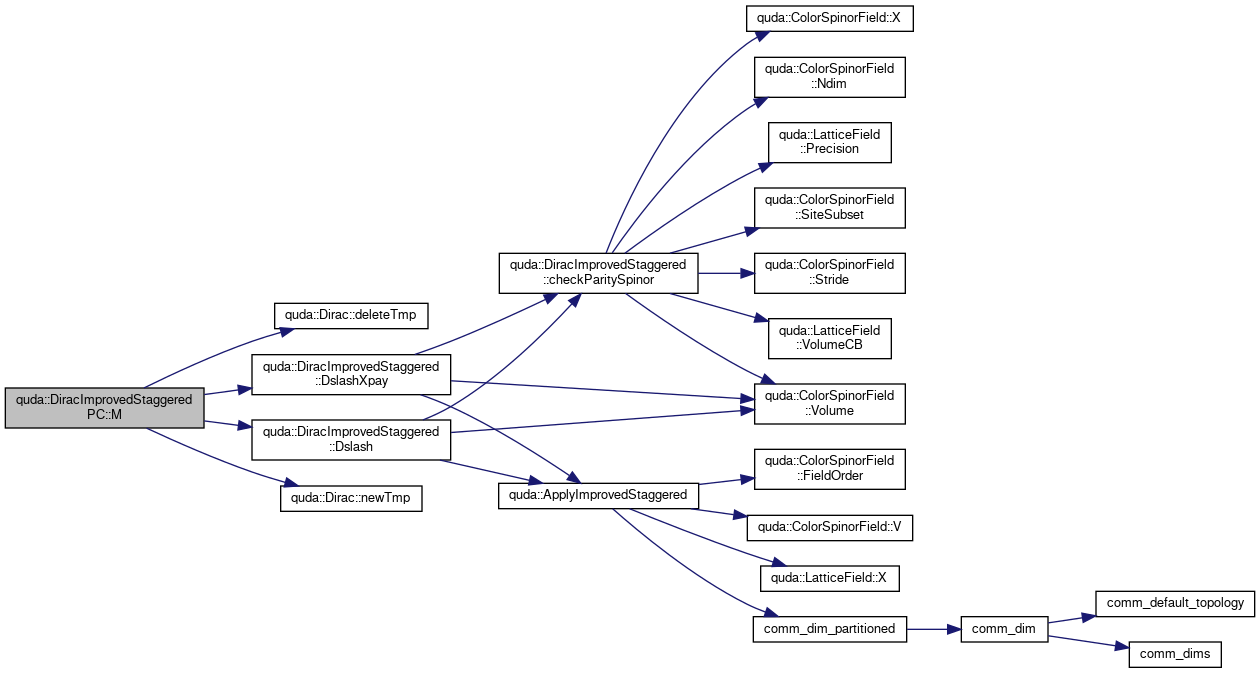 quda::DiracImprovedStaggered
PC::M
quda::Dirac::deleteTmp
quda::DiracImprovedStaggered
::DslashXpay
quda::DiracImprovedStaggered
::Dslash
quda::Dirac::newTmp
quda::DiracImprovedStaggered
::checkParitySpinor
quda::ApplyImprovedStaggered
quda::ColorSpinorField::X
quda::ColorSpinorField
::Ndim
quda::LatticeField
::Precision
quda::ColorSpinorField
::SiteSubset
quda::ColorSpinorField
::Stride
quda::LatticeField
::VolumeCB
quda::ColorSpinorField
::Volume
quda::ColorSpinorField
::FieldOrder
quda::ColorSpinorField::V
quda::LatticeField::X
comm_dim_partitioned
comm_dim
comm_default_topology
comm_dims